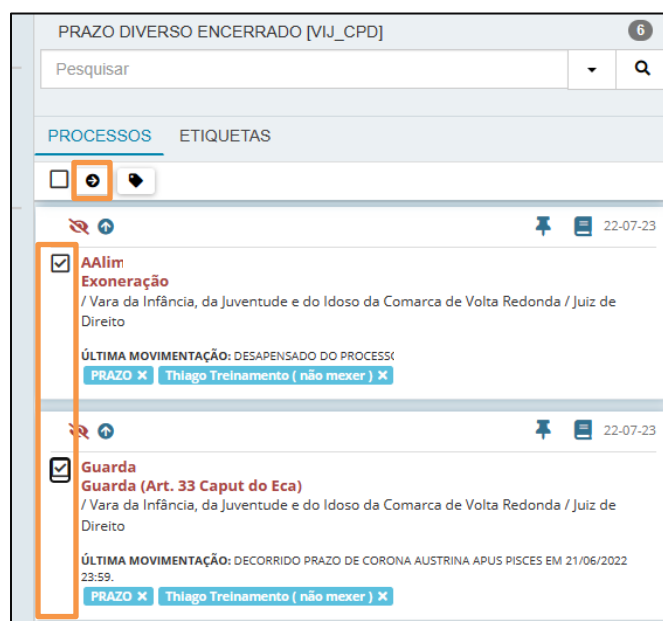 PRAZO DIVERSO ENCERRADO [VIJ_CPD] 6
Pesquisar
PROCESSOS ETIQUETAS
22-07-23
AAlim
Exoneração
/ Vara da Infância, da Juventude e do Idoso da Comarca de Volta Redonda / Juiz de
Direito
ÚLTIMA MOVIMENTAÇÃO: DESAPENSADO DO PROCESSO
PRAZO × Thiago Treinamento ( não mexer ) ×
22-07-23
Guarda
Guarda (Art. 33 Caput do Eca)
/ Vara da Infância, da Juventude e do Idoso da Comarca de Volta Redonda / Juiz de
Direito
ÚLTIMA MOVIMENTAÇÃO: DECORRIDO PRAZO DE CORONA AUSTRINA APUS PISCES EM 21/06/2022
23:59.
PRAZO × Thiago Treinamento ( não mexer ) ×